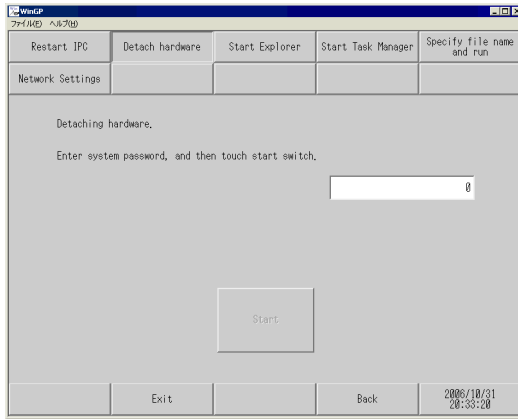 WinGP
ファイル(F) ヘルプ(H)
Restart IPC
Detach hardware
Start Explorer
Start Task Manager
Specify file name
and run
Network Settings
Detaching hardware.
Enter system password, and then touch start switch.
0
Start
Exit
Back
2006/10/31
20:33:20